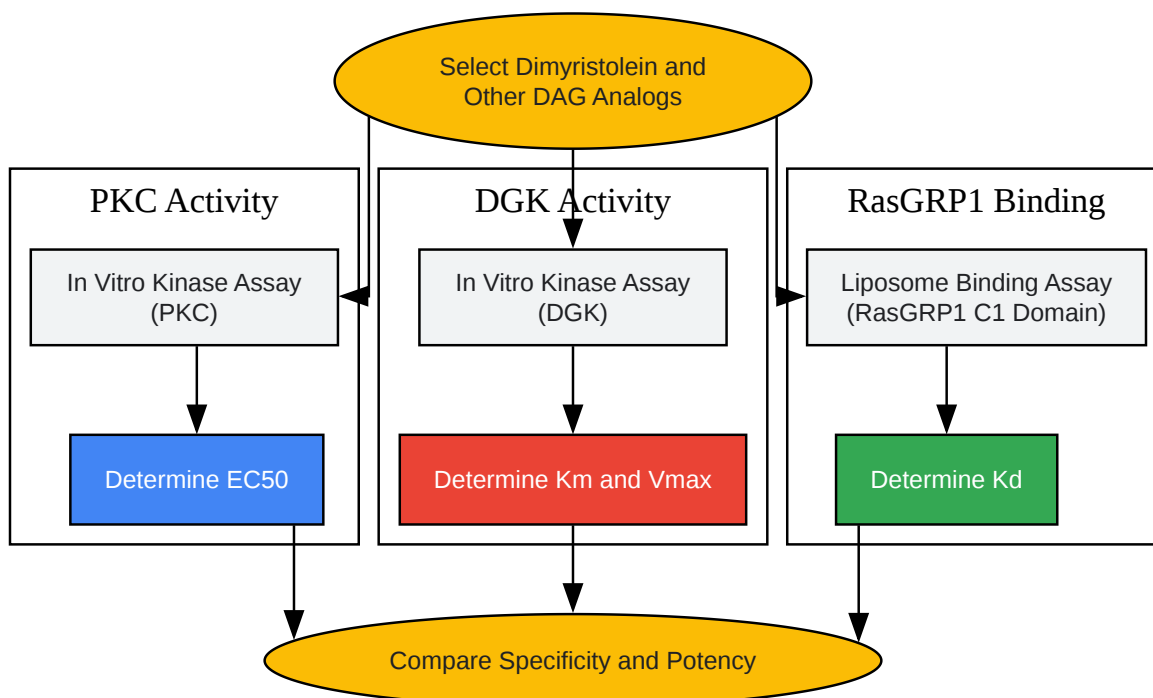 Select Dimyristolein and
Other DAG Analogs
PKC Activity
In Vitro Kinase Assay
(PKC)
Determine EC50
DGK Activity
In Vitro Kinase Assay
(DGK)
Determine Km and Vmax
RasGRP1 Binding
Liposome Binding Assay
(RasGRP1 C1 Domain)
Determine Kd
Compare Specificity and Potency